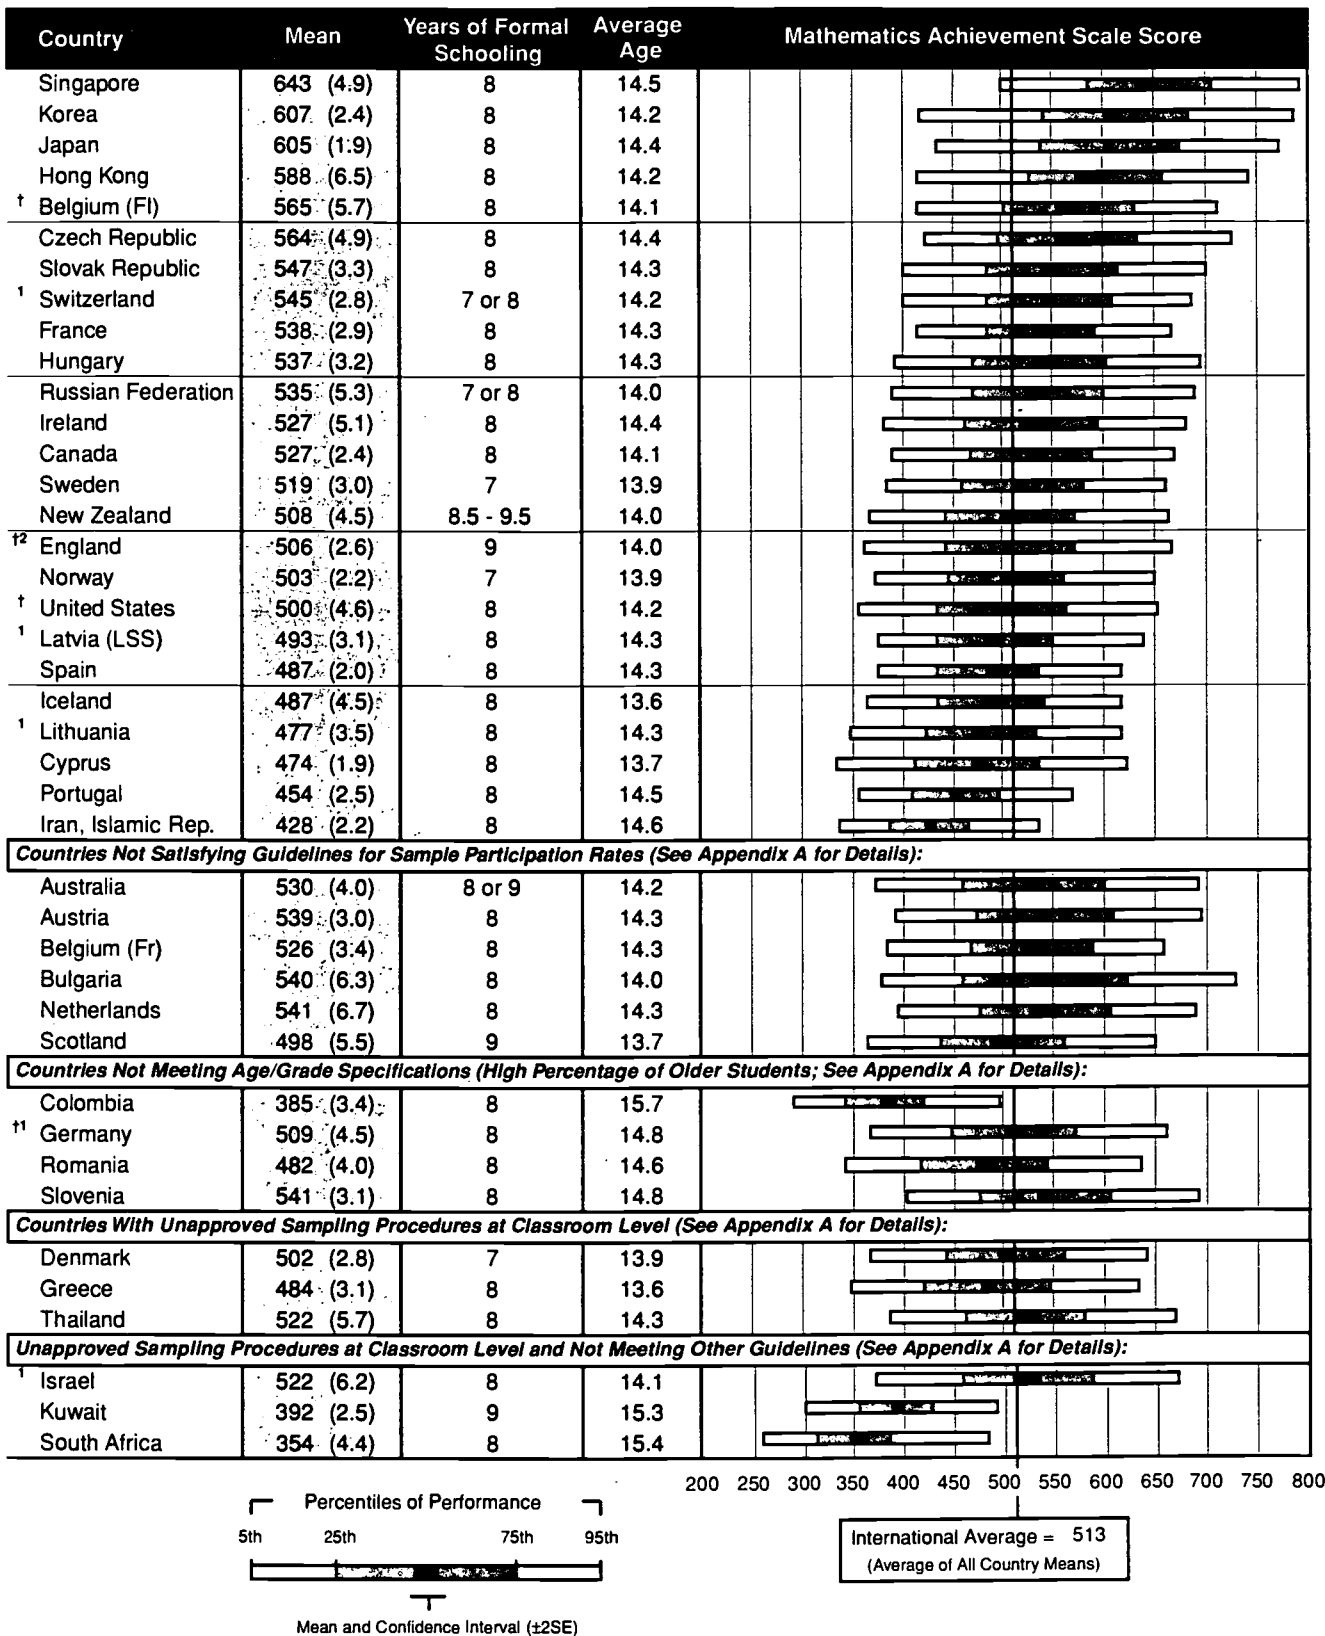 Country Mean Years of Formal Schooling Average Age Mathematics Achievement Scale Score
Singapore 643 (4.9) 8 14.5
Korea 607 (2.4) 8 14.2
Japan 605 (1.9) 8 14.4
Hong Kong 588 (6.5) 8 14.2
† Belgium (Fl) 565 (5.7) 8 14.1
Czech Republic 564 (4.9) 8 14.4
Slovak Republic 547 (3.3) 8 14.3
1 Switzerland 545 (2.8) 7 or 8 14.2
France 538 (2.9) 8 14.3
Hungary 537 (3.2) 8 14.3
Russian Federation 535 (5.3) 7 or 8 14.0
Ireland 527 (5.1) 8 14.4
Canada 527 (2.4) 8 14.1
Sweden 519 (3.0) 7 13.9
New Zealand 508 (4.5) 8.5 - 9.5 14.0
†2 England 506 (2.6) 9 14.0
Norway 503 (2.2) 7 13.9
† United States 500 (4.6) 8 14.2
1 Latvia (LSS) 493 (3.1) 8 14.3
Spain 487 (2.0) 8 14.3
Iceland 487 (4.5) 8 13.6
1 Lithuania 477 (3.5) 8 14.3
Cyprus 474 (1.9) 8 13.7
Portugal 454 (2.5) 8 14.5
Iran, Islamic Rep. 428 (2.2) 8 14.6
Countries Not Satisfying Guidelines for Sample Participation Rates (See Appendix A for Details):
Australia 530 (4.0) 8 or 9 14.2
Austria 539 (3.0) 8 14.3
Belgium (Fr) 526 (3.4) 8 14.3
Bulgaria 540 (6.3) 8 14.0
Netherlands 541 (6.7) 8 14.3
Scotland 498 (5.5) 9 13.7
Countries Not Meeting Age/Grade Specifications (High Percentage of Older Students; See Appendix A for Details):
Colombia 385 (3.4) 8 15.7
†1 Germany 509 (4.5) 8 14.8
Romania 482 (4.0) 8 14.6
Slovenia 541 (3.1) 8 14.8
Countries With Unapproved Sampling Procedures at Classroom Level (See Appendix A for Details):
Denmark 502 (2.8) 7 13.9
Greece 484 (3.1) 8 13.6
Thailand 522 (5.7) 8 14.3
Unapproved Sampling Procedures at Classroom Level and Not Meeting Other Guidelines (See Appendix A for Details):
1 Israel 522 (6.2) 8 14.1
Kuwait 392 (2.5) 9 15.3
South Africa 354 (4.4) 8 15.4
200 250 300 350 400 450 500 550 600 650 700 750 800
Percentiles of Performance
5th 25th 75th 95th
Mean and Confidence Interval (±2SE)
International Average = 513
(Average of All Country Means)